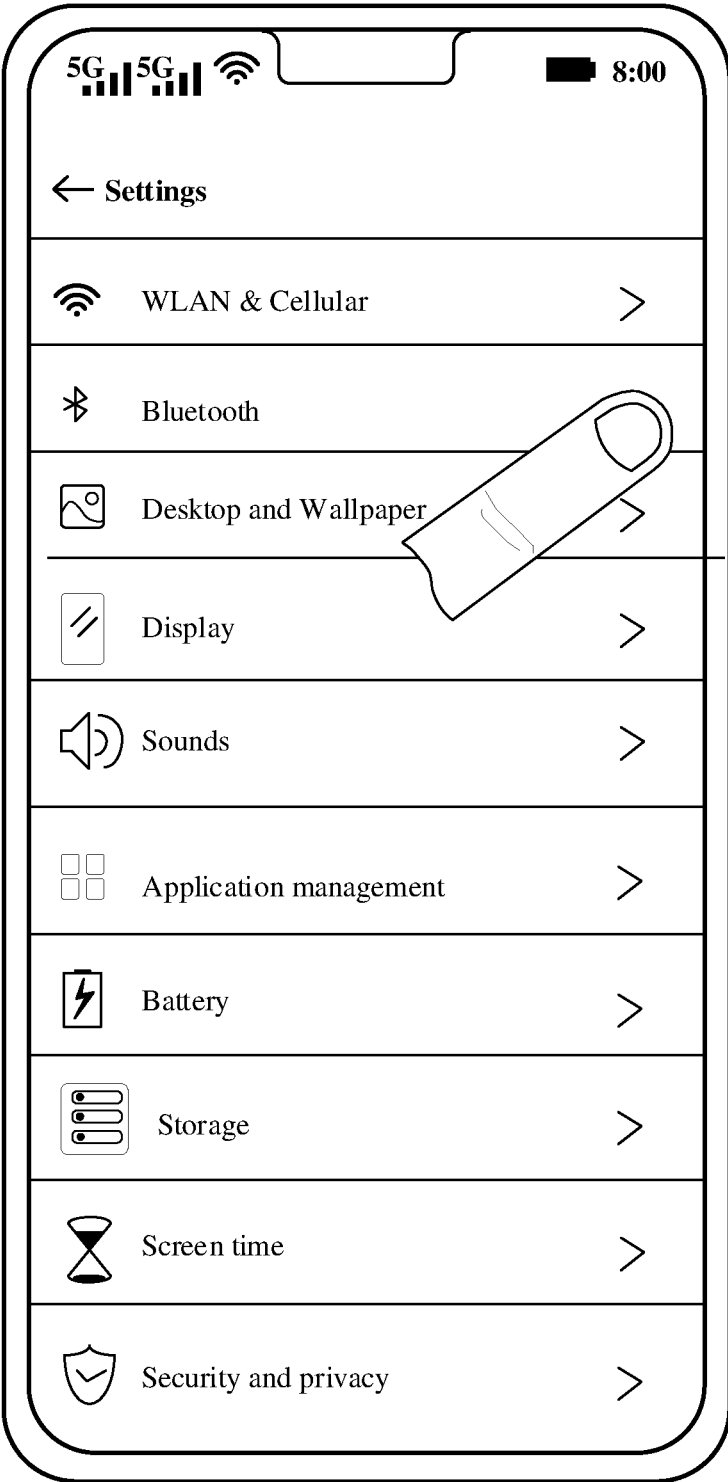 5G 5G 8:00
Settings
WLAN & Cellular
Bluetooth
Desktop and Wallpaper
Display
Sounds
Application management
Battery
Storage
Screen time
Security and privacy